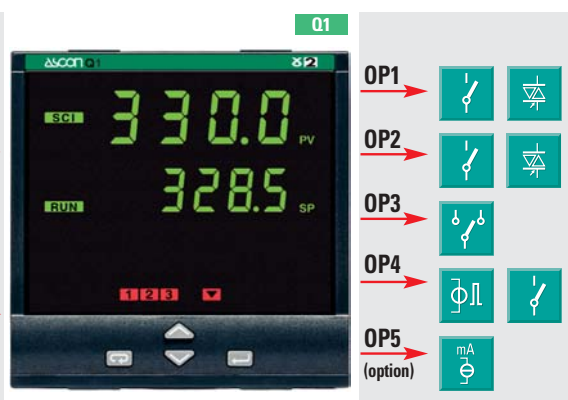 Q1
ascon Q1
SCI 330.0 PV
RUN 328.5 SP
1 2 3
OP1
OP2
OP3
OP4
OP5
(option)
mA